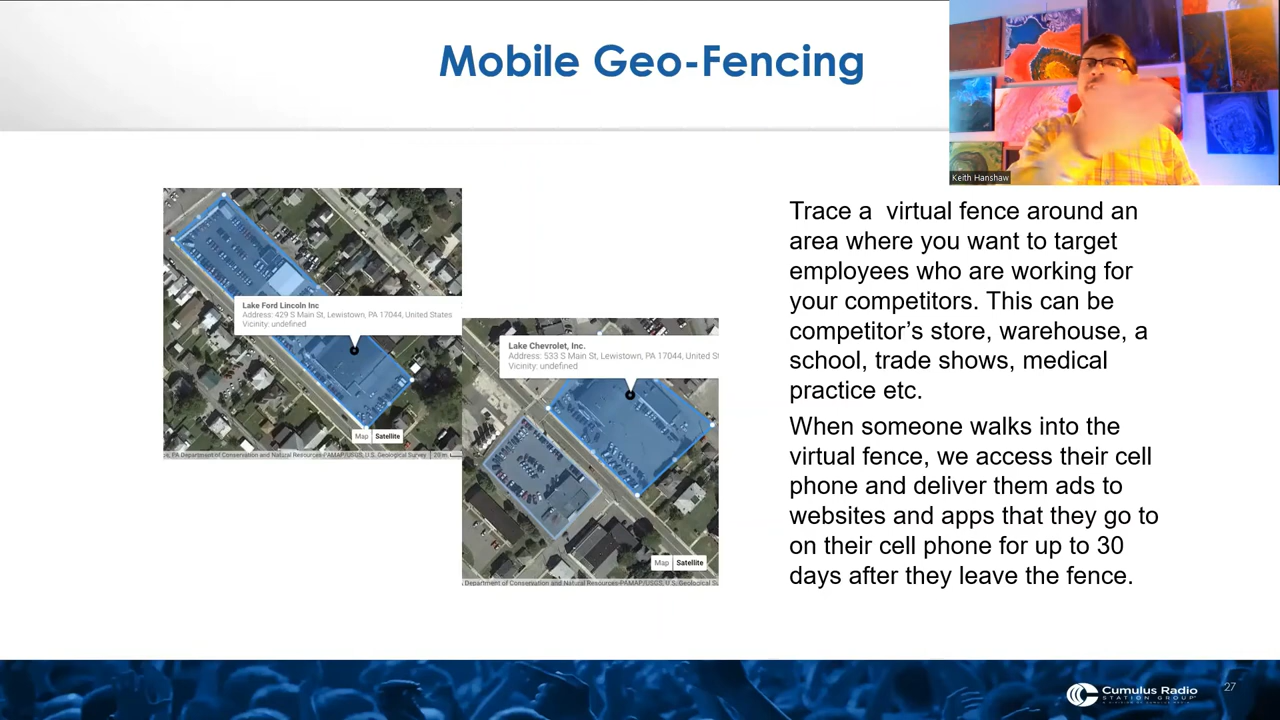 Mobile Geo-Fencing
Keith Hanshaw
Trace a  virtual fence around an
area where you want to target
employees who are working for
your competitors. This can be
competitor's store, warehouse, a
school, trade shows, medical
practice etc.
When someone walks into the
virtual fence, we access their cell
phone and deliver them ads to
websites and apps that they go to
on their cell phone for up to 30
days after they leave the fence.
Lake Ford Lincoln Inc
Address: 429 S Main St, Lewistown, PA 17044, United States
Vicinity: undefined
Map Satellite
PA Department of Conservation and Natural Resources-PAMAP/USGS, U.S. Geological Survey 20 m
Lake Chevrolet, Inc.
Address: 533 S Main St, Lewistown, PA 17044, United St
Vicinity: undefined
Map Satellite
Department of Conservation and Natural Resources-PAMAP/USGS, U.S. Geological Su
Cumulus Radio
STATION GROUP
A DIVISION OF CUMULUS MEDIA
27